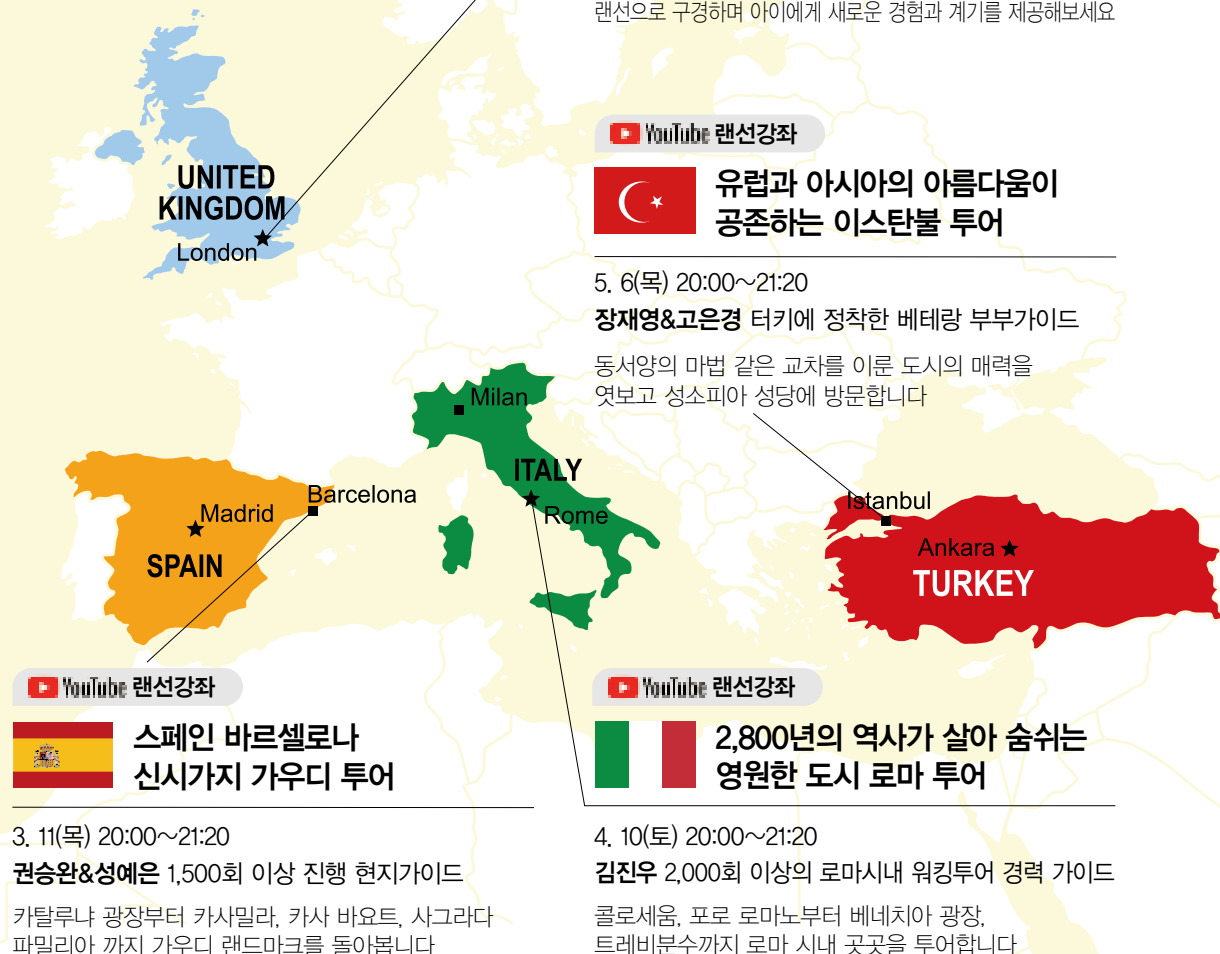 랜선으로 구경하며 아이에게 새로운 경험과 계기를 제공해보세요
UNITED
KINGDOM
London
YouTube 랜선강좌
유럽과 아시아의 아름다움이
공존하는 이스탄불 투어
5. 6(목) 20:00~21:20
장재영&고은경 터키에 정착한 베테랑 부부가이드
동서양의 마법 같은 교차를 이룬 도시의 매력을
엿보고 성소피아 성당에 방문합니다
Milan
ITALY
Rome
Barcelona
Madrid
SPAIN
Istanbul
Ankara
TURKEY
YouTube 랜선강좌
스페인 바르셀로나
신시가지 가우디 투어
3. 11(목) 20:00~21:20
권승완&성예은 1,500회 이상 진행 현지가이드
카탈루냐 광장부터 카사밀라, 카사 바요트, 사그라다
파밀리아 까지 가우디 랜드마크를 돌아봅니다
YouTube 랜선강좌
2,800년의 역사가 살아 숨쉬는
영원한 도시 로마 투어
4. 10(토) 20:00~21:20
김진우 2,000회 이상의 로마시내 워킹투어 경력 가이드
콜로세움, 포로 로마노부터 베네치아 광장,
트레비분수까지 로마 시내 곳곳을 투어합니다